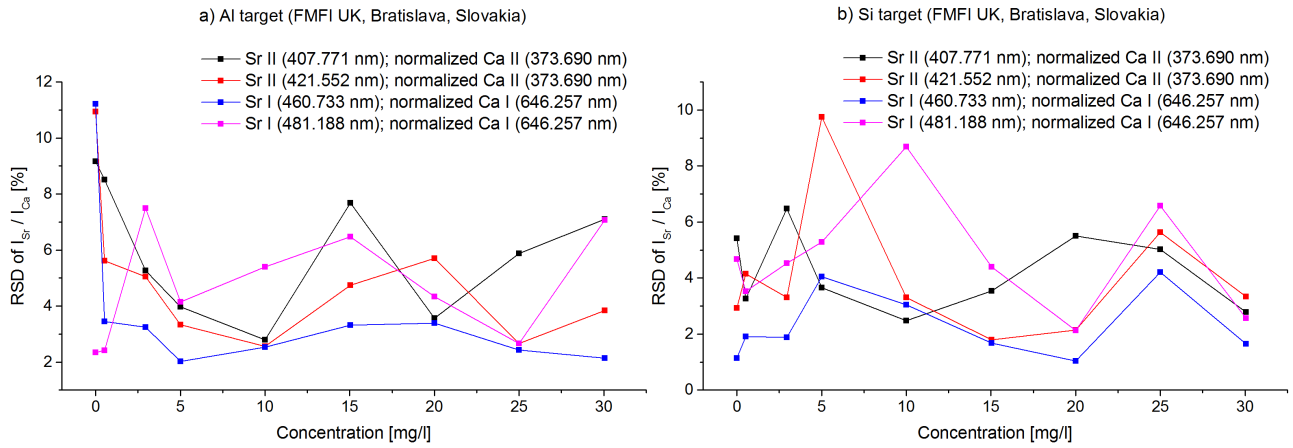 a) Al target (FMFI UK, Bratislava, Slovakia)
Sr II (407.771 nm); normalized Ca II (373.690 nm)
Sr II (421.552 nm); normalized Ca II (373.690 nm)
Sr I (460.733 nm); normalized Ca I (646.257 nm)
Sr I (481.188 nm); normalized Ca I (646.257 nm)
12
10
8
6
4
2
RSD of I_Sr / I_Ca [%]
0 5 10 15 20 25 30
Concentration [mg/l]
b) Si target (FMFI UK, Bratislava, Slovakia)
Sr II (407.771 nm); normalized Ca II (373.690 nm)
Sr II (421.552 nm); normalized Ca II (373.690 nm)
Sr I (460.733 nm); normalized Ca I (646.257 nm)
Sr I (481.188 nm); normalized Ca I (646.257 nm)
10
8
6
4
2
0
RSD of I_Sr / I_Ca [%]
0 5 10 15 20 25 30
Concentration [mg/l]